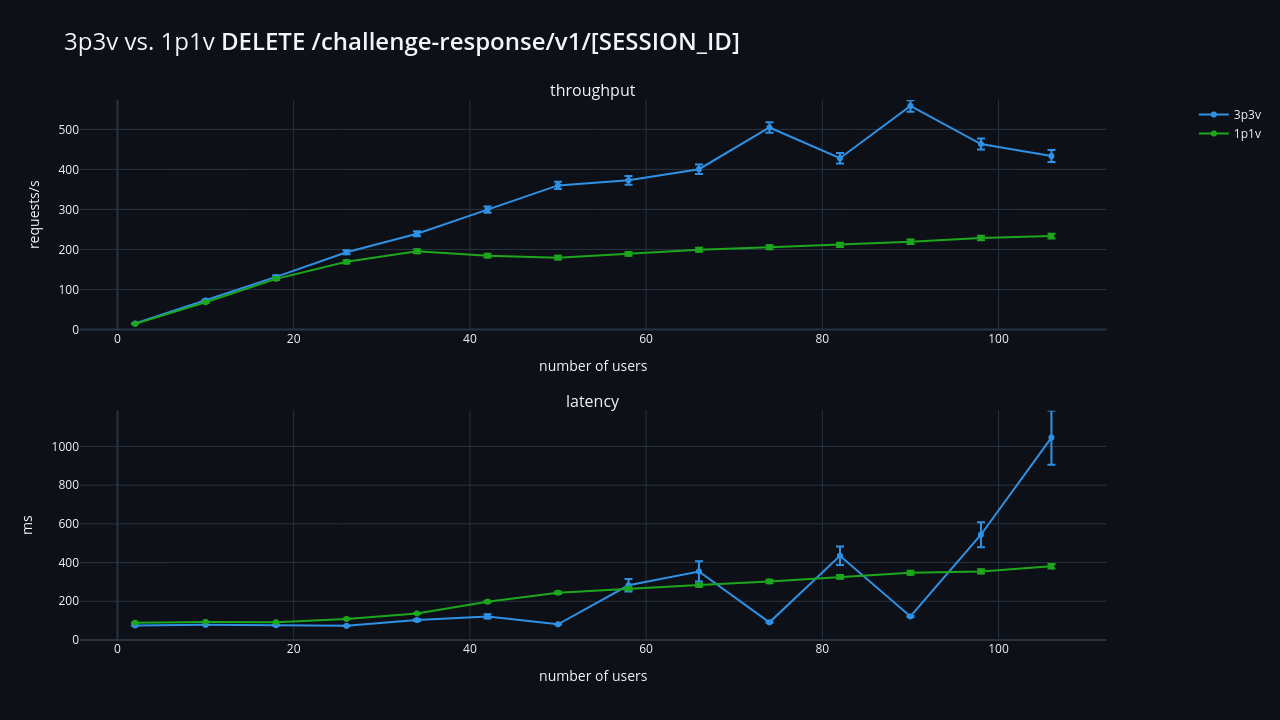 3p3v vs. 1p1v DELETE /challenge-response/v1/[SESSION_ID]
throughput
3p3v
1p1v
requests/s
500
400
300
200
100
0
0 20 40 60 80 100
number of users
latency
ms
1000
800
600
400
200
0
0 20 40 60 80 100
number of users